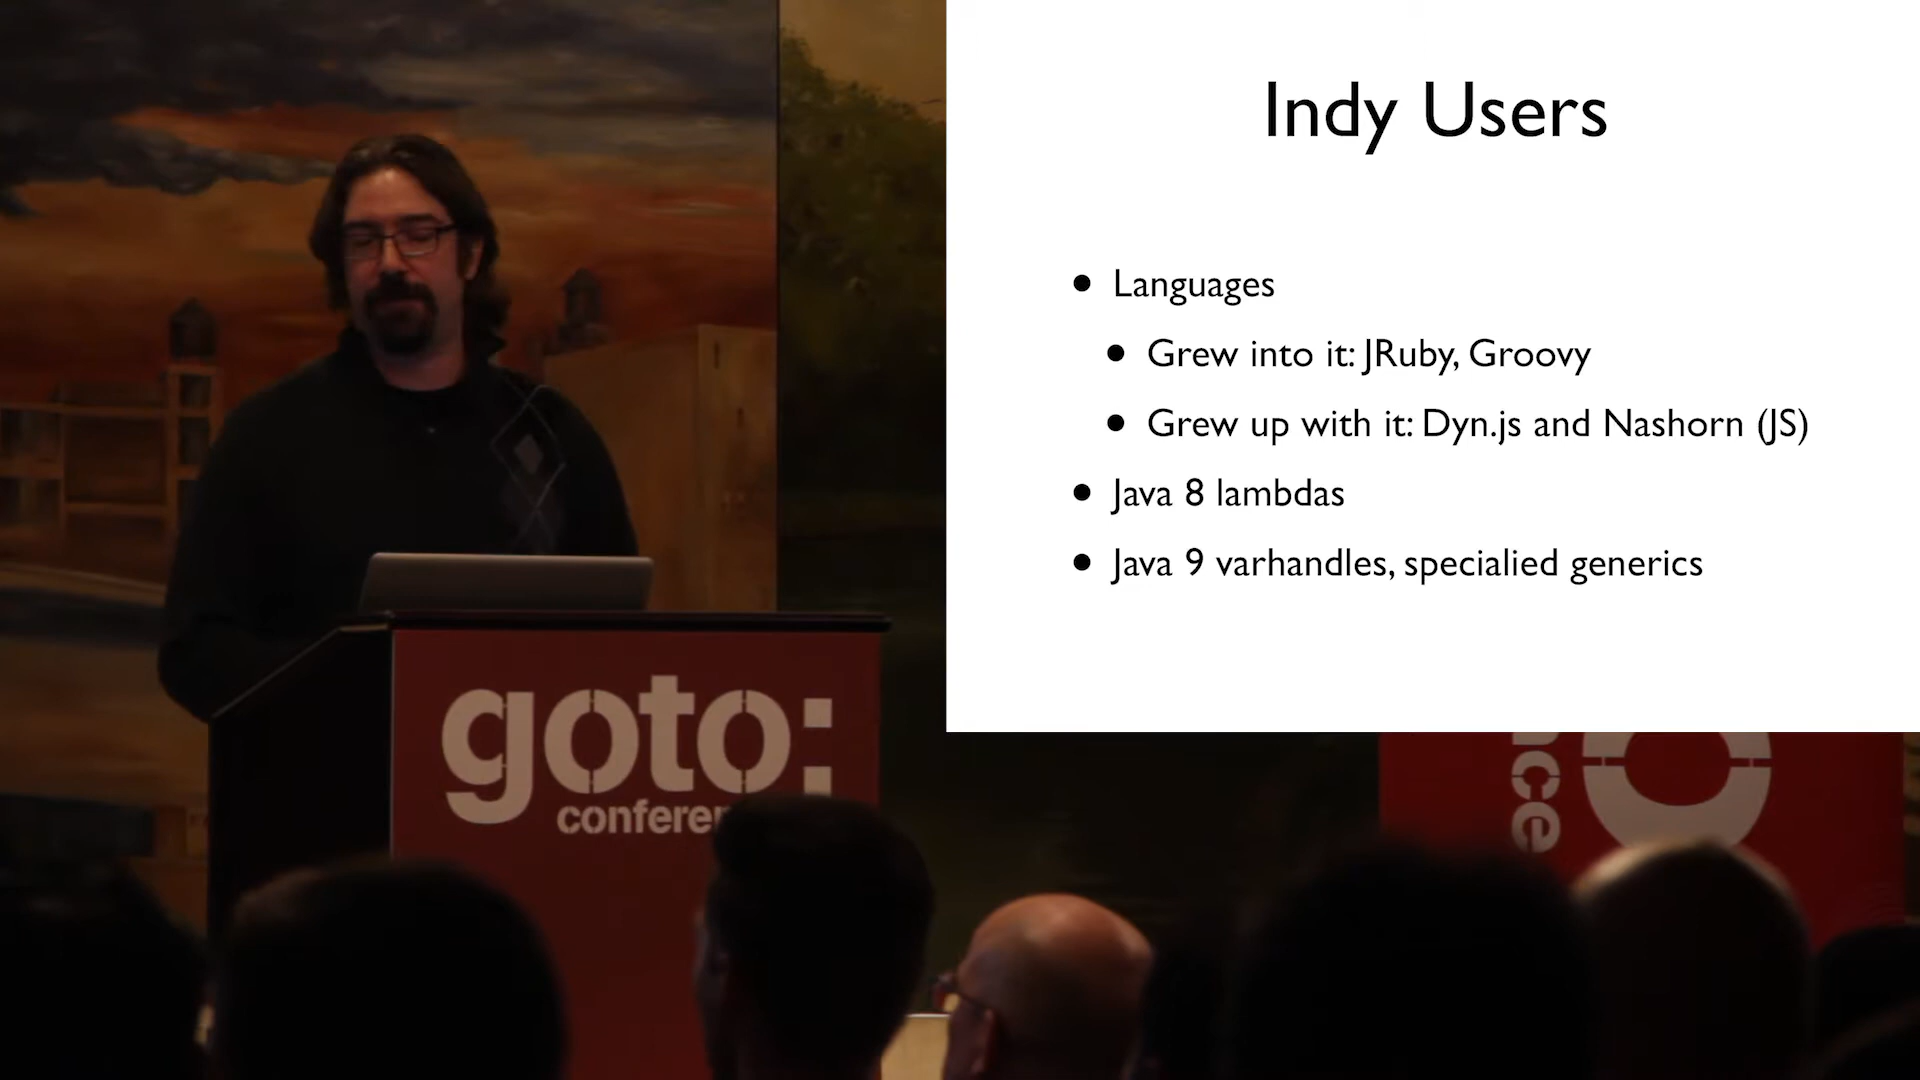 Indy Users
• Languages
• Grew into it: JRuby, Groovy
• Grew up with it: Dyn.js and Nashorn (JS)
• Java 8 lambdas
• Java 9 varhandles, specialied generics
goto: